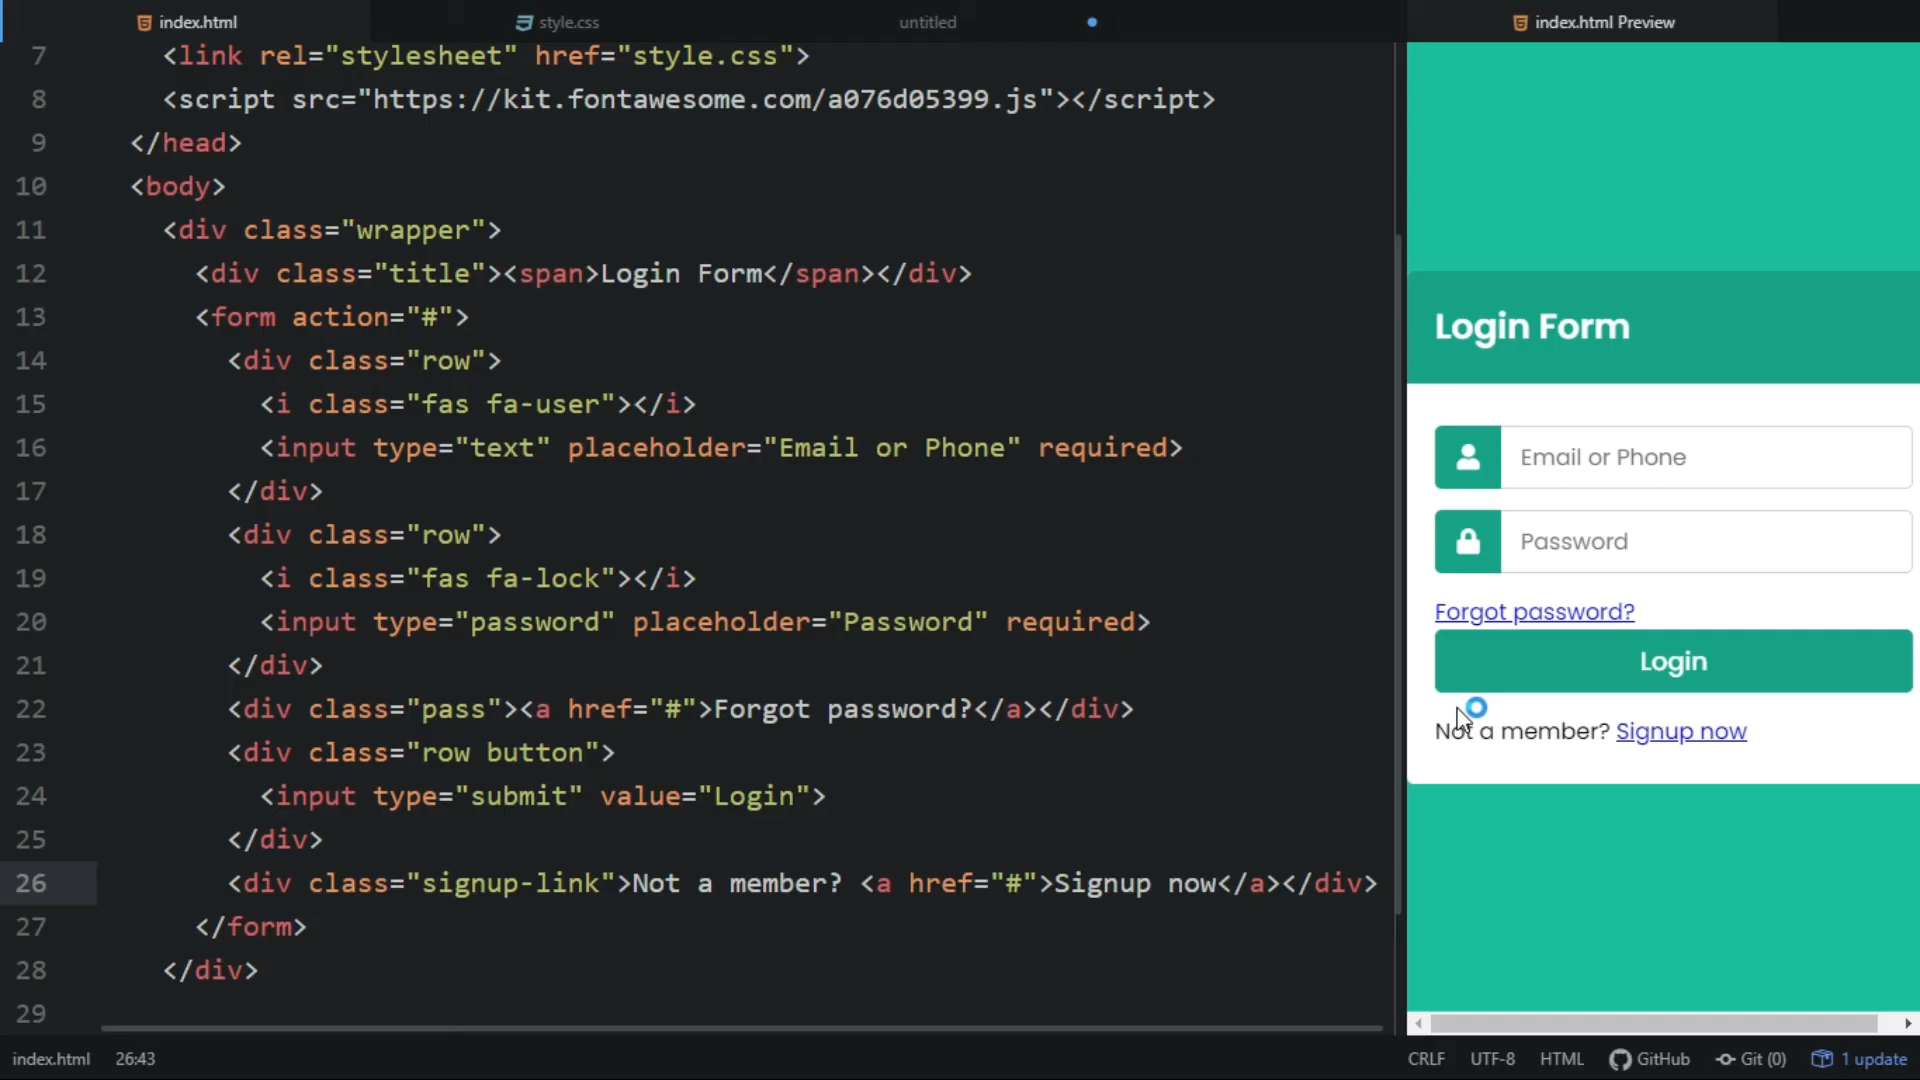 index.html
style.css
untitled
index.html Preview
7 <link rel="stylesheet" href="style.css">
8 <script src="https://kit.fontawesome.com/a076d05399.js"></script>
9 </head>
10 <body>
11 <div class="wrapper">
12 <div class="title"><span>Login Form</span></div>
13 <form action="#">
14 <div class="row">
15 <i class="fas fa-user"></i>
16 <input type="text" placeholder="Email or Phone" required>
17 </div>
18 <div class="row">
19 <i class="fas fa-lock"></i>
20 <input type="password" placeholder="Password" required>
21 </div>
22 <div class="pass"><a href="#">Forgot password?</a></div>
23 <div class="row button">
24 <input type="submit" value="Login">
25 </div>
26 <div class="signup-link">Not a member? <a href="#">Signup now</a></div>
27 </form>
28 </div>
29
Login Form
Email or Phone
Password
Forgot password?
Login
Not a member? Signup now
index.html 26:43
CRLF UTF-8 HTML GitHub Git (0) 1 update